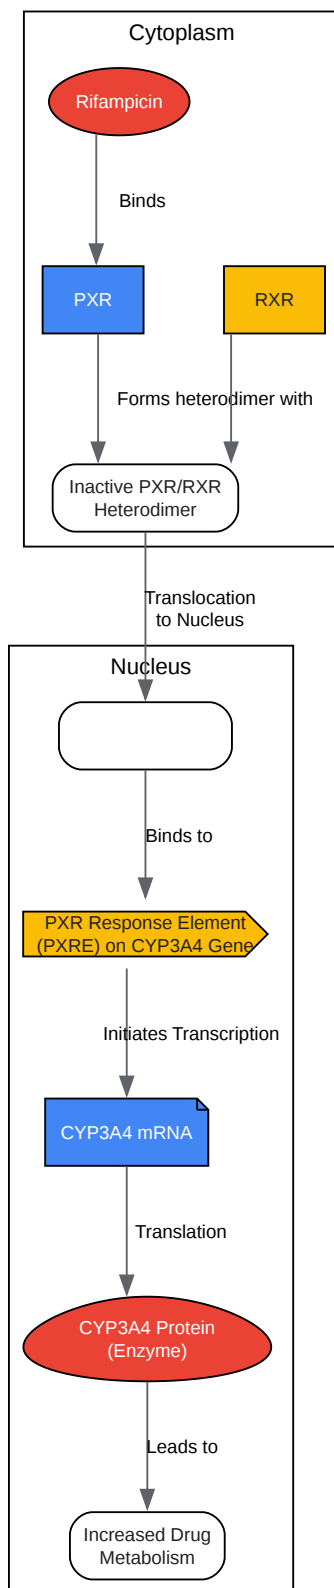 Cytoplasm
Rifampicin
Binds
PXR
RXR
Forms heterodimer with
Inactive PXR/RXR
Heterodimer
Translocation
to Nucleus
Nucleus
Binds to
PXR Response Element
(PXRE) on CYP3A4 Gene
Initiates Transcription
CYP3A4 mRNA
Translation
CYP3A4 Protein
(Enzyme)
Leads to
Increased Drug
Metabolism